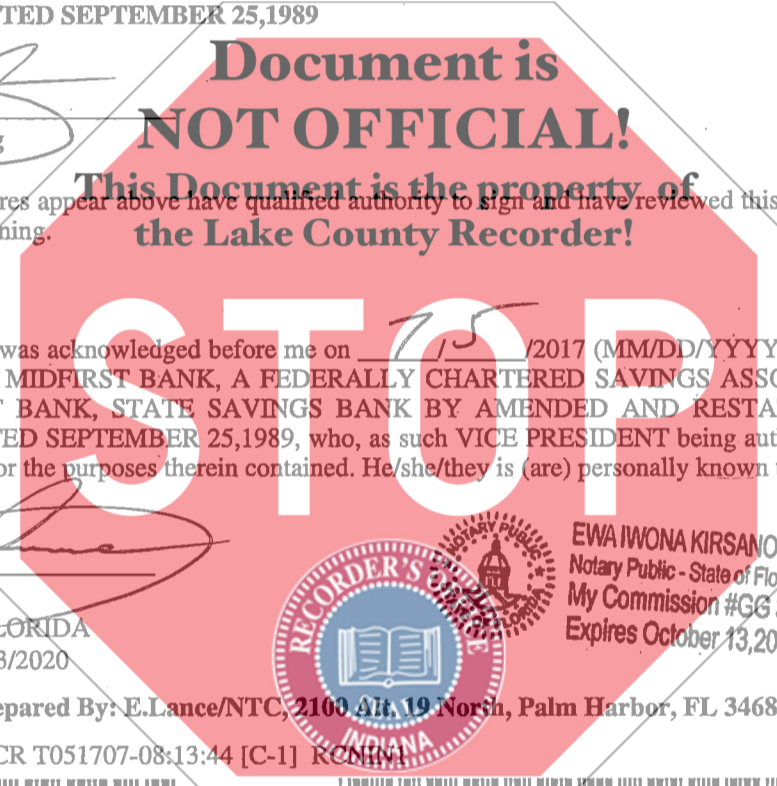 TED SEPTEMBER 25,1989
Document is
NOT OFFICIAL!
This Document is the property of
the Lake County Recorder!
res appear above have qualified authority to sign and have reviewed this
ning.
STOP
was acknowledged before me on 7/5/2017 (MM/DD/YYYY
MIDFIRST BANK, A FEDERALLY CHARTERED SAVINGS ASSO
T BANK, STATE SAVINGS BANK BY AMENDED AND RESTA
TED SEPTEMBER 25,1989, who, as such VICE PRESIDENT being aut
or the purposes therein contained. He/she/they is (are) personally known
NOTARY PUBLIC
STATE OF FLORIDA
EWA IWONA KIRSANO
Notary Public - State of Flo
My Commission #GG
Expires October 13,20
RECORDER'S OFFICE
INDIANA
LORIDA
3/2020
epared By: E.Lance/NTC, 2100 Alt. 19 North, Palm Harbor, FL 3468
CR T051707-08:13:44 [C-1] RCNIN1